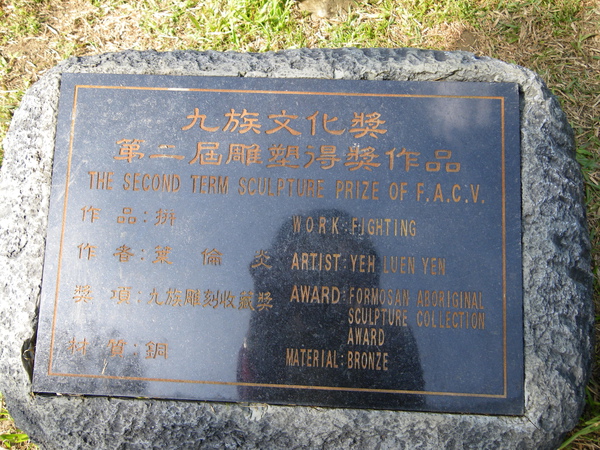 九族文化獎
第二屆雕塑得獎作品
THE SECOND TERM SCULPTURE PRIZE OF F.A.C.V.
作品:拚
WORK:FIGHTING
作者:葉倫炎
ARTIST:YEH LUEN YEN
獎項:九族雕刻收藏獎
AWARD:FORMOSAN ABORIGINAL
SCULPTURE COLLECTION
AWARD
材質:銅
MATERIAL:BRONZE